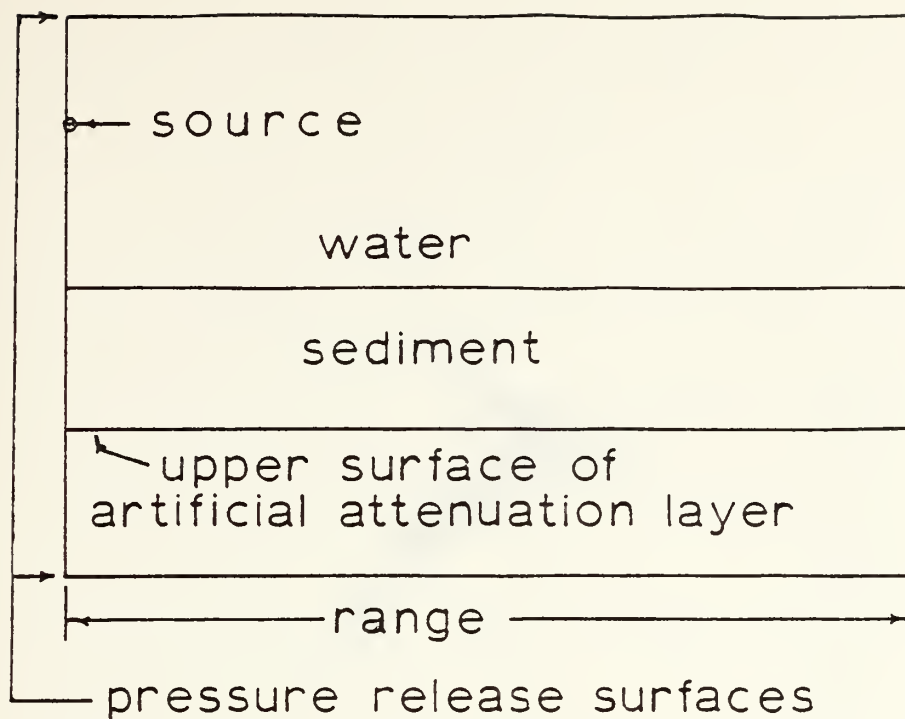 source
water
sediment
upper surface of
artificial attenuation layer
range
pressure release surfaces